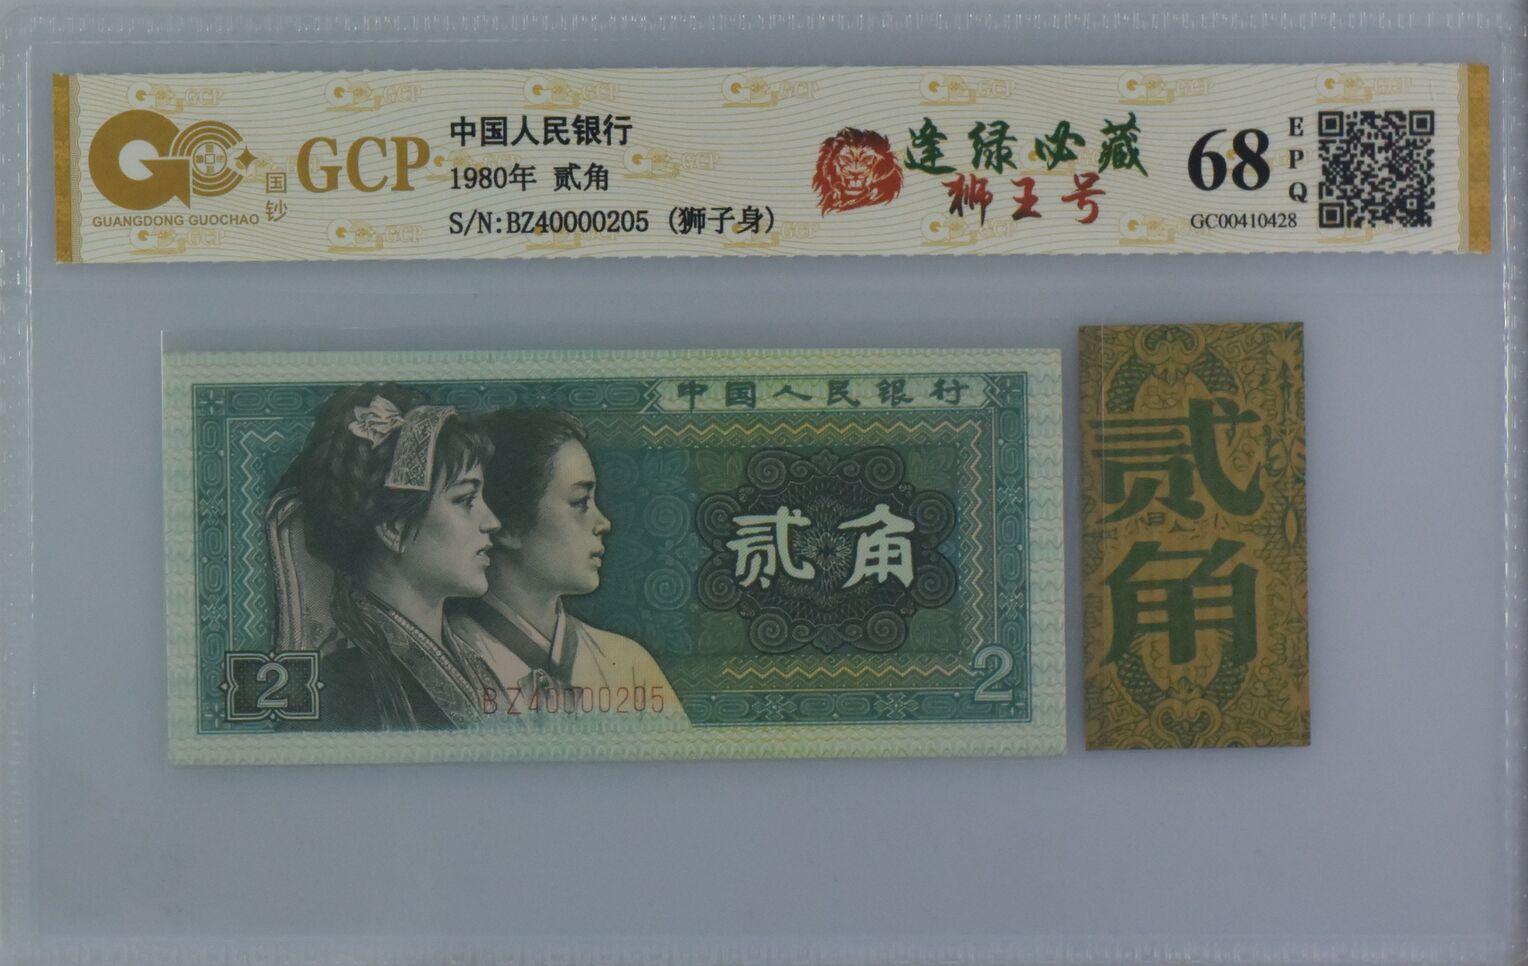 GUANGDONG GUOCHAO
国钞
GCP
中国人民银行
1980年 贰角
S/N:BZ40000205 (狮子身)
逢绿必藏
狮王号
68
EPQ
GC00410428
中国人民银行
贰角
2
2
BZ40000205
贰
角